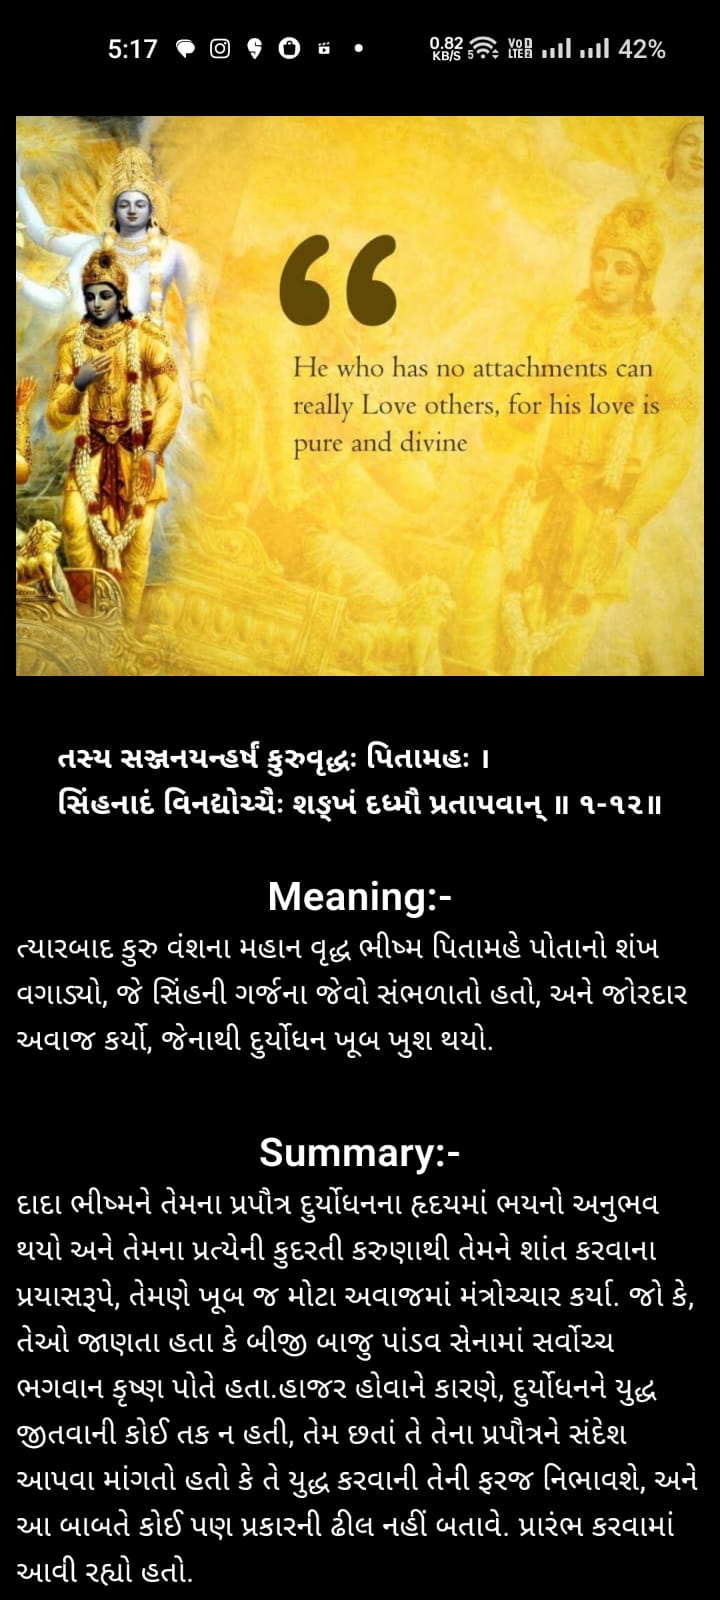 5:17
0.82 KB/S 5 VoD LTE2 42%
He who has no attachments can
really Love others, for his love is
pure and divine
તસ્ય સઞ્જનયન્હર્ષં કુરુવૃદ્ધઃ પિતામહઃ ।
સિંહનાદં વિનદ્યોચ્ચૈઃ શઙ્ખં દધ્મૌ પ્રતાપવાન્ ॥ ૧-૧૨॥
Meaning:-
ત્યારબાદ કુરુ વંશના મહાન વૃદ્ધ ભીષ્મ પિતામહે પોતાનો શંખ
વગાડ્યો, જે સિંહની ગર્જના જેવો સંભળાતો હતો, અને જોરદાર
અવાજ કર્યો, જેનાથી દુર્યોધન ખૂબ ખુશ થયો.
Summary:-
દાદા ભીષ્મને તેમના પ્રપૌત્ર દુર્યોધનના હૃદયમાં ભયનો અનુભવ
થયો અને તેમના પ્રત્યેની કુદરતી કરુણાથી તેમને શાંત કરવાના
પ્રયાસરૂપે, તેમણે ખૂબ જ મોટા અવાજમાં મંત્રોચ્ચાર કર્યા. જો કે,
તેઓ જાણતા હતા કે બીજી બાજુ પાંડવ સેનામાં સર્વોચ્ચ
ભગવાન કૃષ્ણ પોતે હતા.હાજર હોવાને કારણે, દુર્યોધનને યુદ્ધ
જીતવાની કોઈ તક ન હતી, તેમ છતાં તે તેના પ્રપૌત્રને સંદેશ
આપવા માંગતો હતો કે તે યુદ્ધ કરવાની તેની ફરજ નિભાવશે, અને
આ બાબતે કોઈ પણ પ્રકારની ઢીલ નહીં બતાવે. પ્રારંભ કરવામાં
આવી રહ્યો હતો.